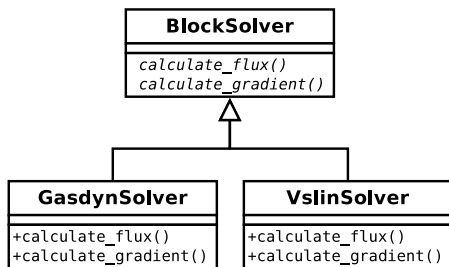 BlockSolver
calculate_flux()
calculate_gradient()
GasdynSolver
+calculate_flux()
+calculate_gradient()
VslinSolver
+calculate_flux()
+calculate_gradient()